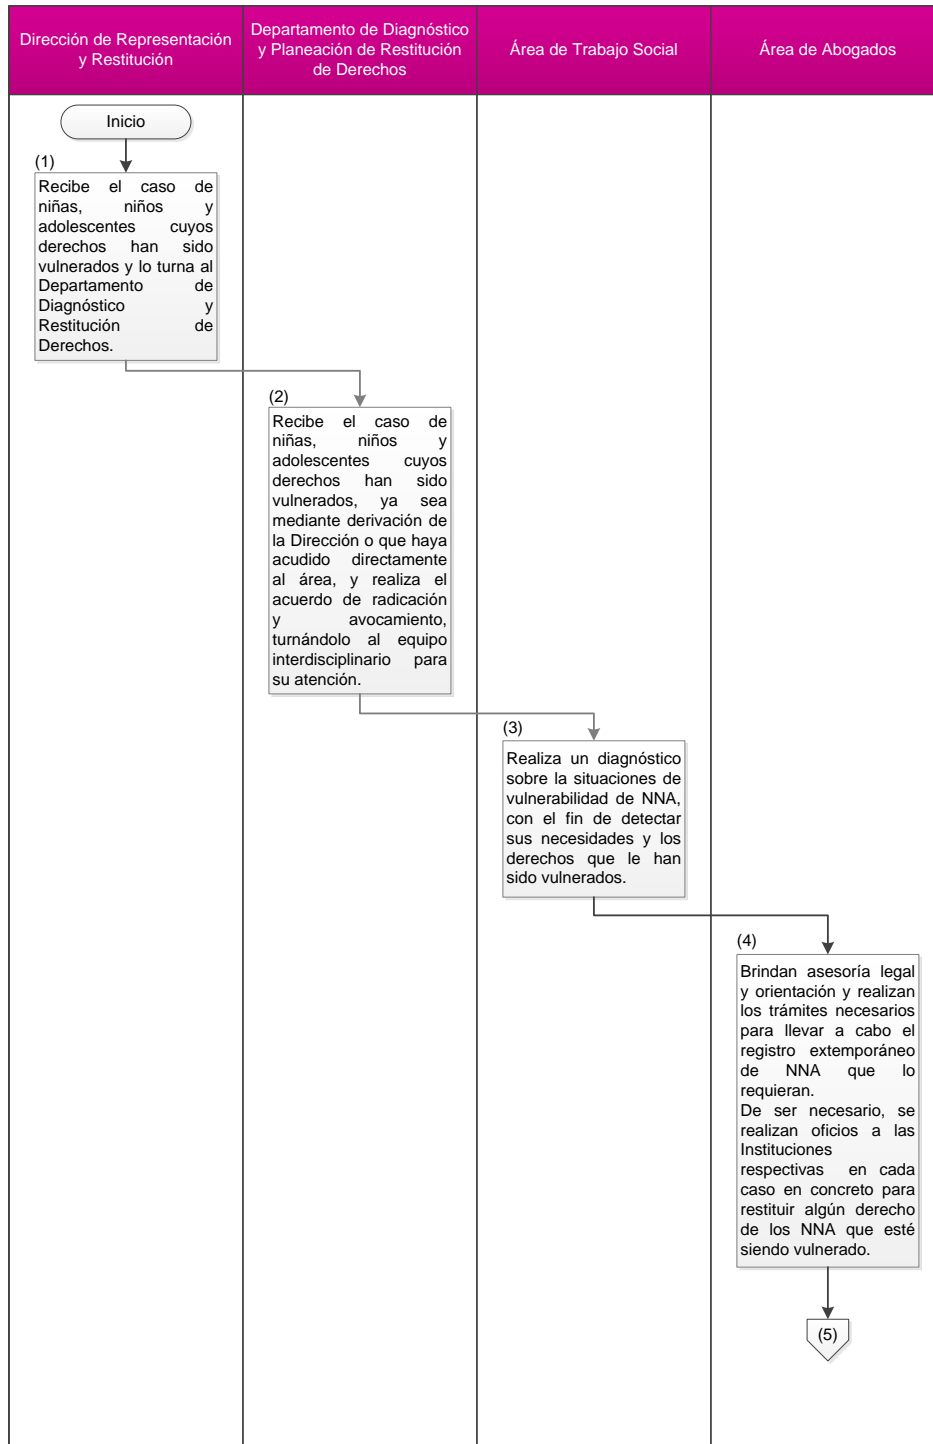 Dirección de Representación
y Restitución
Departamento de Diagnóstico
y Planeación de Restitución
de Derechos
Área de Trabajo Social
Área de Abogados
Inicio
(1)
Recibe el caso de
niñas, niños y
adolescentes cuyos
derechos han sido
vulnerados y lo turna al
Departamento de
Diagnóstico y
Restitución de
Derechos.
(2)
Recibe el caso de
niñas, niños y
adolescentes cuyos
derechos han sido
vulnerados, ya sea
mediante derivación de
la Dirección o que haya
acudido directamente
al área, y realiza el
acuerdo de radicación
y avocamiento,
turnándolo al equipo
interdisciplinario para
su atención.
(3)
Realiza un diagnóstico
sobre la situaciones de
vulnerabilidad de NNA,
con el fin de detectar
sus necesidades y los
derechos que le han
sido vulnerados.
(4)
Brindan asesoría legal
y orientación y realizan
los trámites necesarios
para llevar a cabo el
registro extemporáneo
de NNA que lo
requieran.
De ser necesario, se
realizan oficios a las
Instituciones
respectivas en cada
caso en concreto para
restituir algún derecho
de los NNA que esté
siendo vulnerado.
(5)